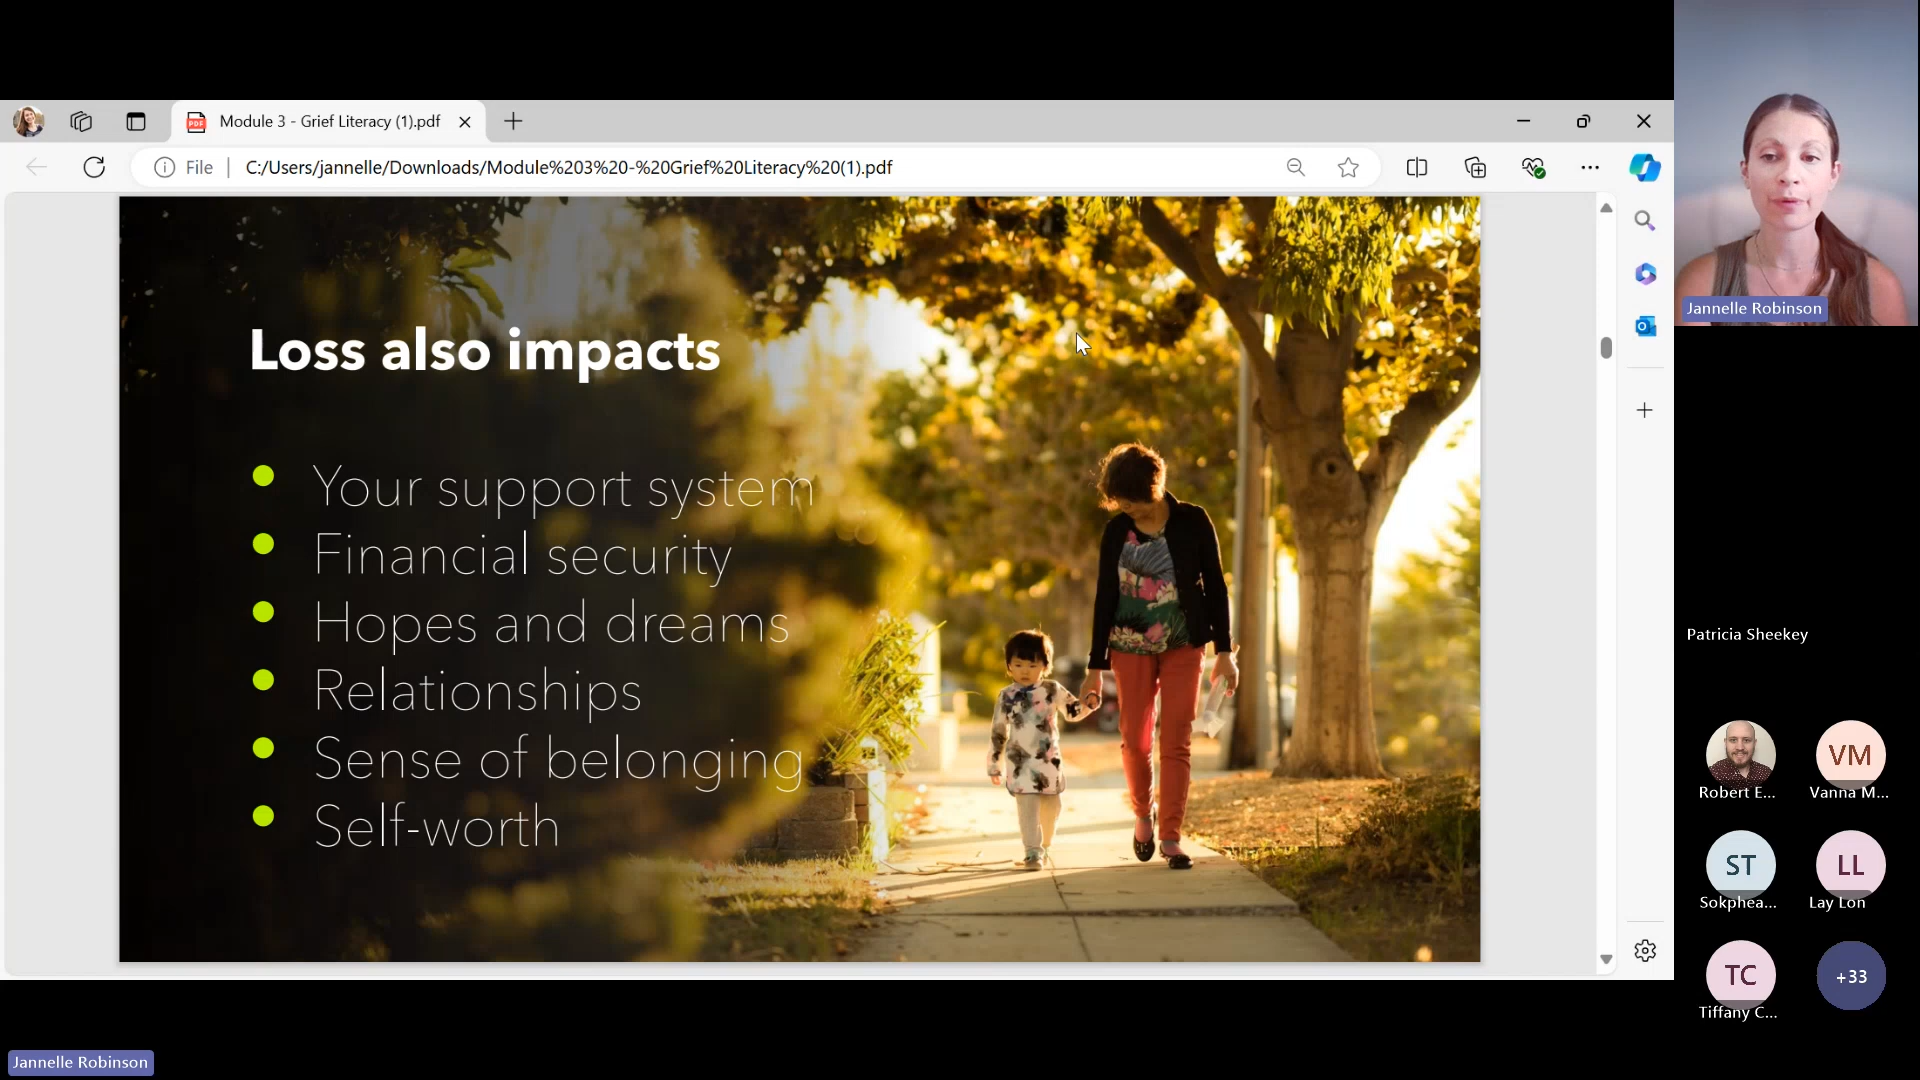 Module 3 - Grief Literacy (1).pdf
File
C:/Users/jannelle/Downloads/Module%203%20-%20Grief%20Literacy%20(1).pdf
Loss also impacts
Your support system
Financial security
Hopes and dreams
Relationships
Sense of belonging
Self-worth
Jannelle Robinson
Patricia Sheekey
Robert E...
VM
Vanna M...
ST
Sokphea...
LL
Lay Lon
TC
Tiffany C...
+33
Jannelle Robinson